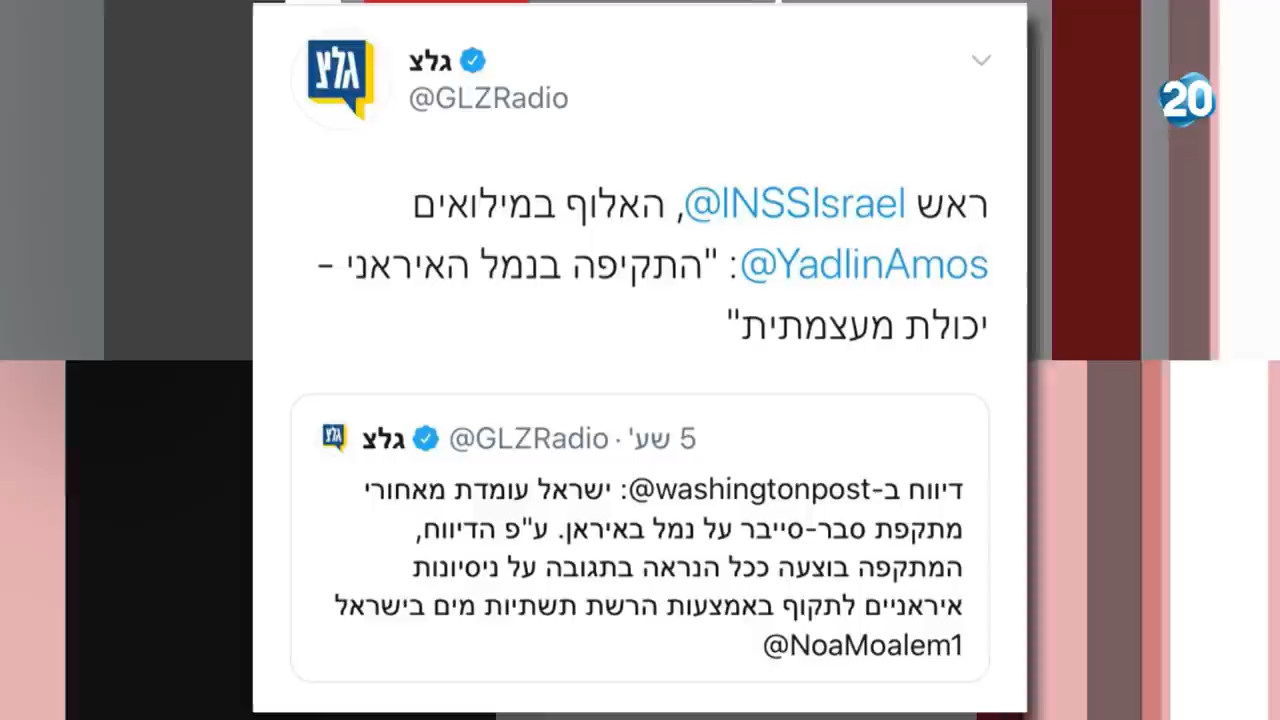 גלצ
גלצ
@GLZRadio
20
ראש @INSSIsrael, האלוף במילואים
@YadlinAmos: "התקיפה בנמל האיראני –
יכולת מעצמתית"
גלצ
גלצ @GLZRadio · 5 שע'
דיווח ב-@washingtonpost: ישראל עומדת מאחורי
מתקפת סבר-סייבר על נמל באיראן. ע"פ הדיווח,
המתקפה בוצעה ככל הנראה בתגובה על ניסיונות
איראניים לתקוף באמצעות הרשת תשתיות מים בישראל
@NoaMoalem1